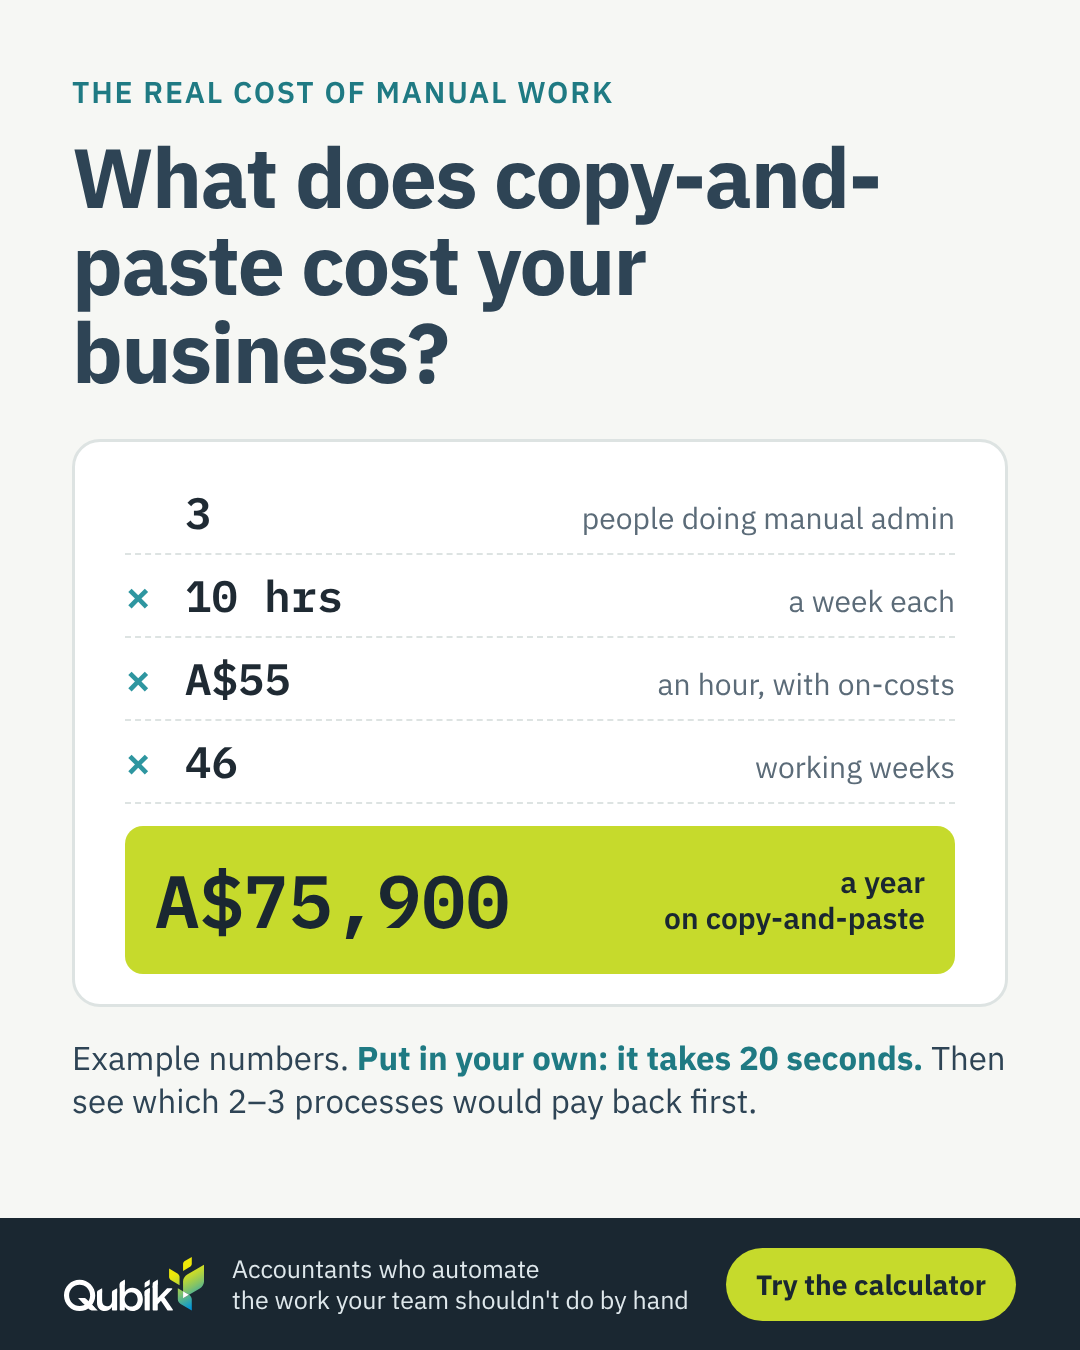 THE REAL COST OF MANUAL WORK
What does copy-and-
paste cost your
business?
3 people doing manual admin
× 10 hrs a week each
× A$55 an hour, with on-costs
× 46 working weeks
A$75,900 a year
on copy-and-paste
Example numbers. Put in your own: it takes 20 seconds. Then
see which 2–3 processes would pay back first.
Qubik
Accountants who automate
the work your team shouldn't do by hand
Try the calculator